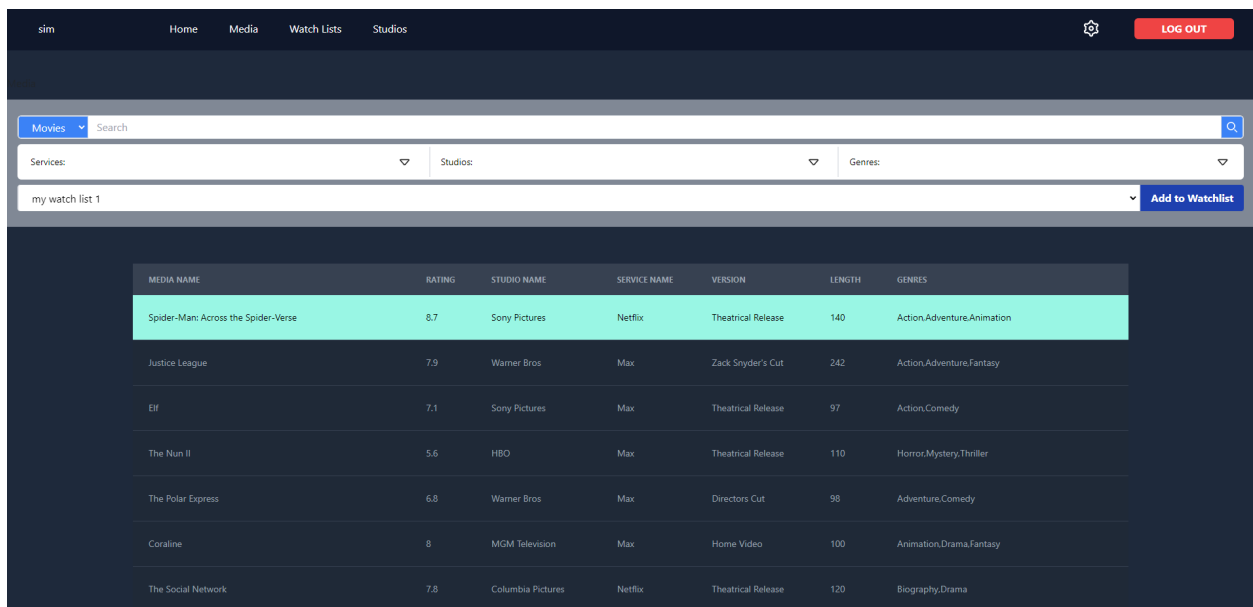 sim Home Media Watch Lists Studios LOG OUT
Movies Search
Services: Studios: Genres:
my watch list 1 Add to Watchlist
MEDIA NAME RATING STUDIO NAME SERVICE NAME VERSION LENGTH GENRES
Spider-Man: Across the Spider-Verse 8.7 Sony Pictures Netflix Theatrical Release 140 Action,Adventure,Animation
Justice League 7.9 Warner Bros Max Zack Snyder's Cut 242 Action,Adventure,Fantasy
Elf 7.1 Sony Pictures Max Theatrical Release 97 Action,Comedy
The Nun II 5.6 HBO Max Theatrical Release 110 Horror,Mystery,Thriller
The Polar Express 6.8 Warner Bros Max Directors Cut 98 Adventure,Comedy
Coraline 8 MGM Television Max Home Video 100 Animation,Drama,Fantasy
The Social Network 7.8 Columbia Pictures Netflix Theatrical Release 120 Biography,Drama